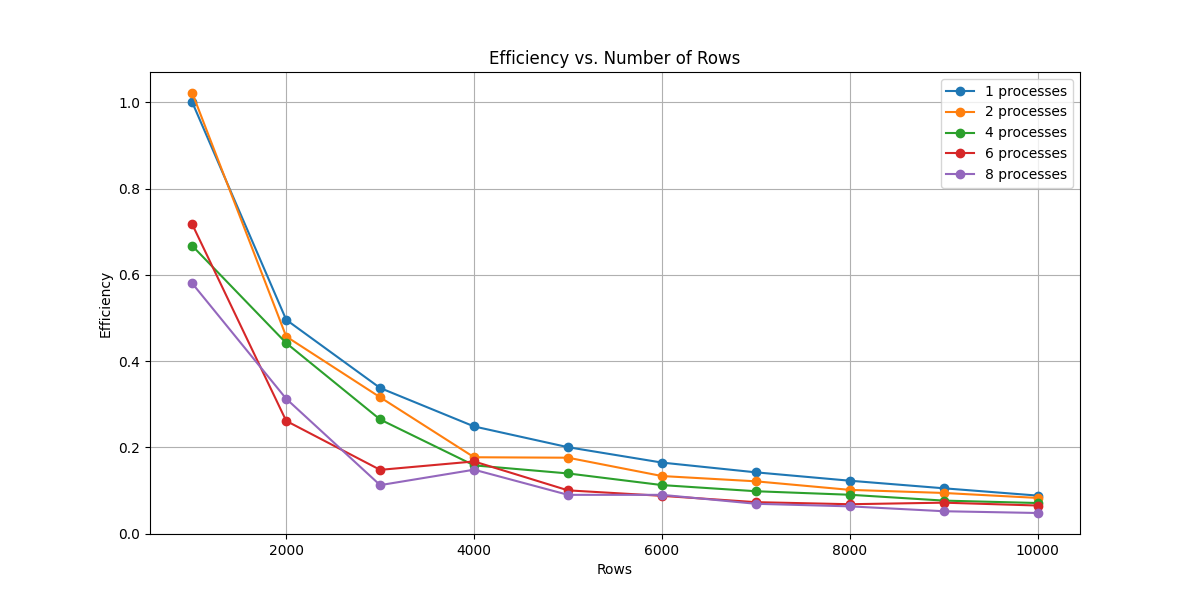 Efficiency vs. Number of Rows
1 processes
2 processes
4 processes
6 processes
8 processes
Efficiency
1.0
0.8
0.6
0.4
0.2
0.0
2000
4000
6000
8000
10000
Rows